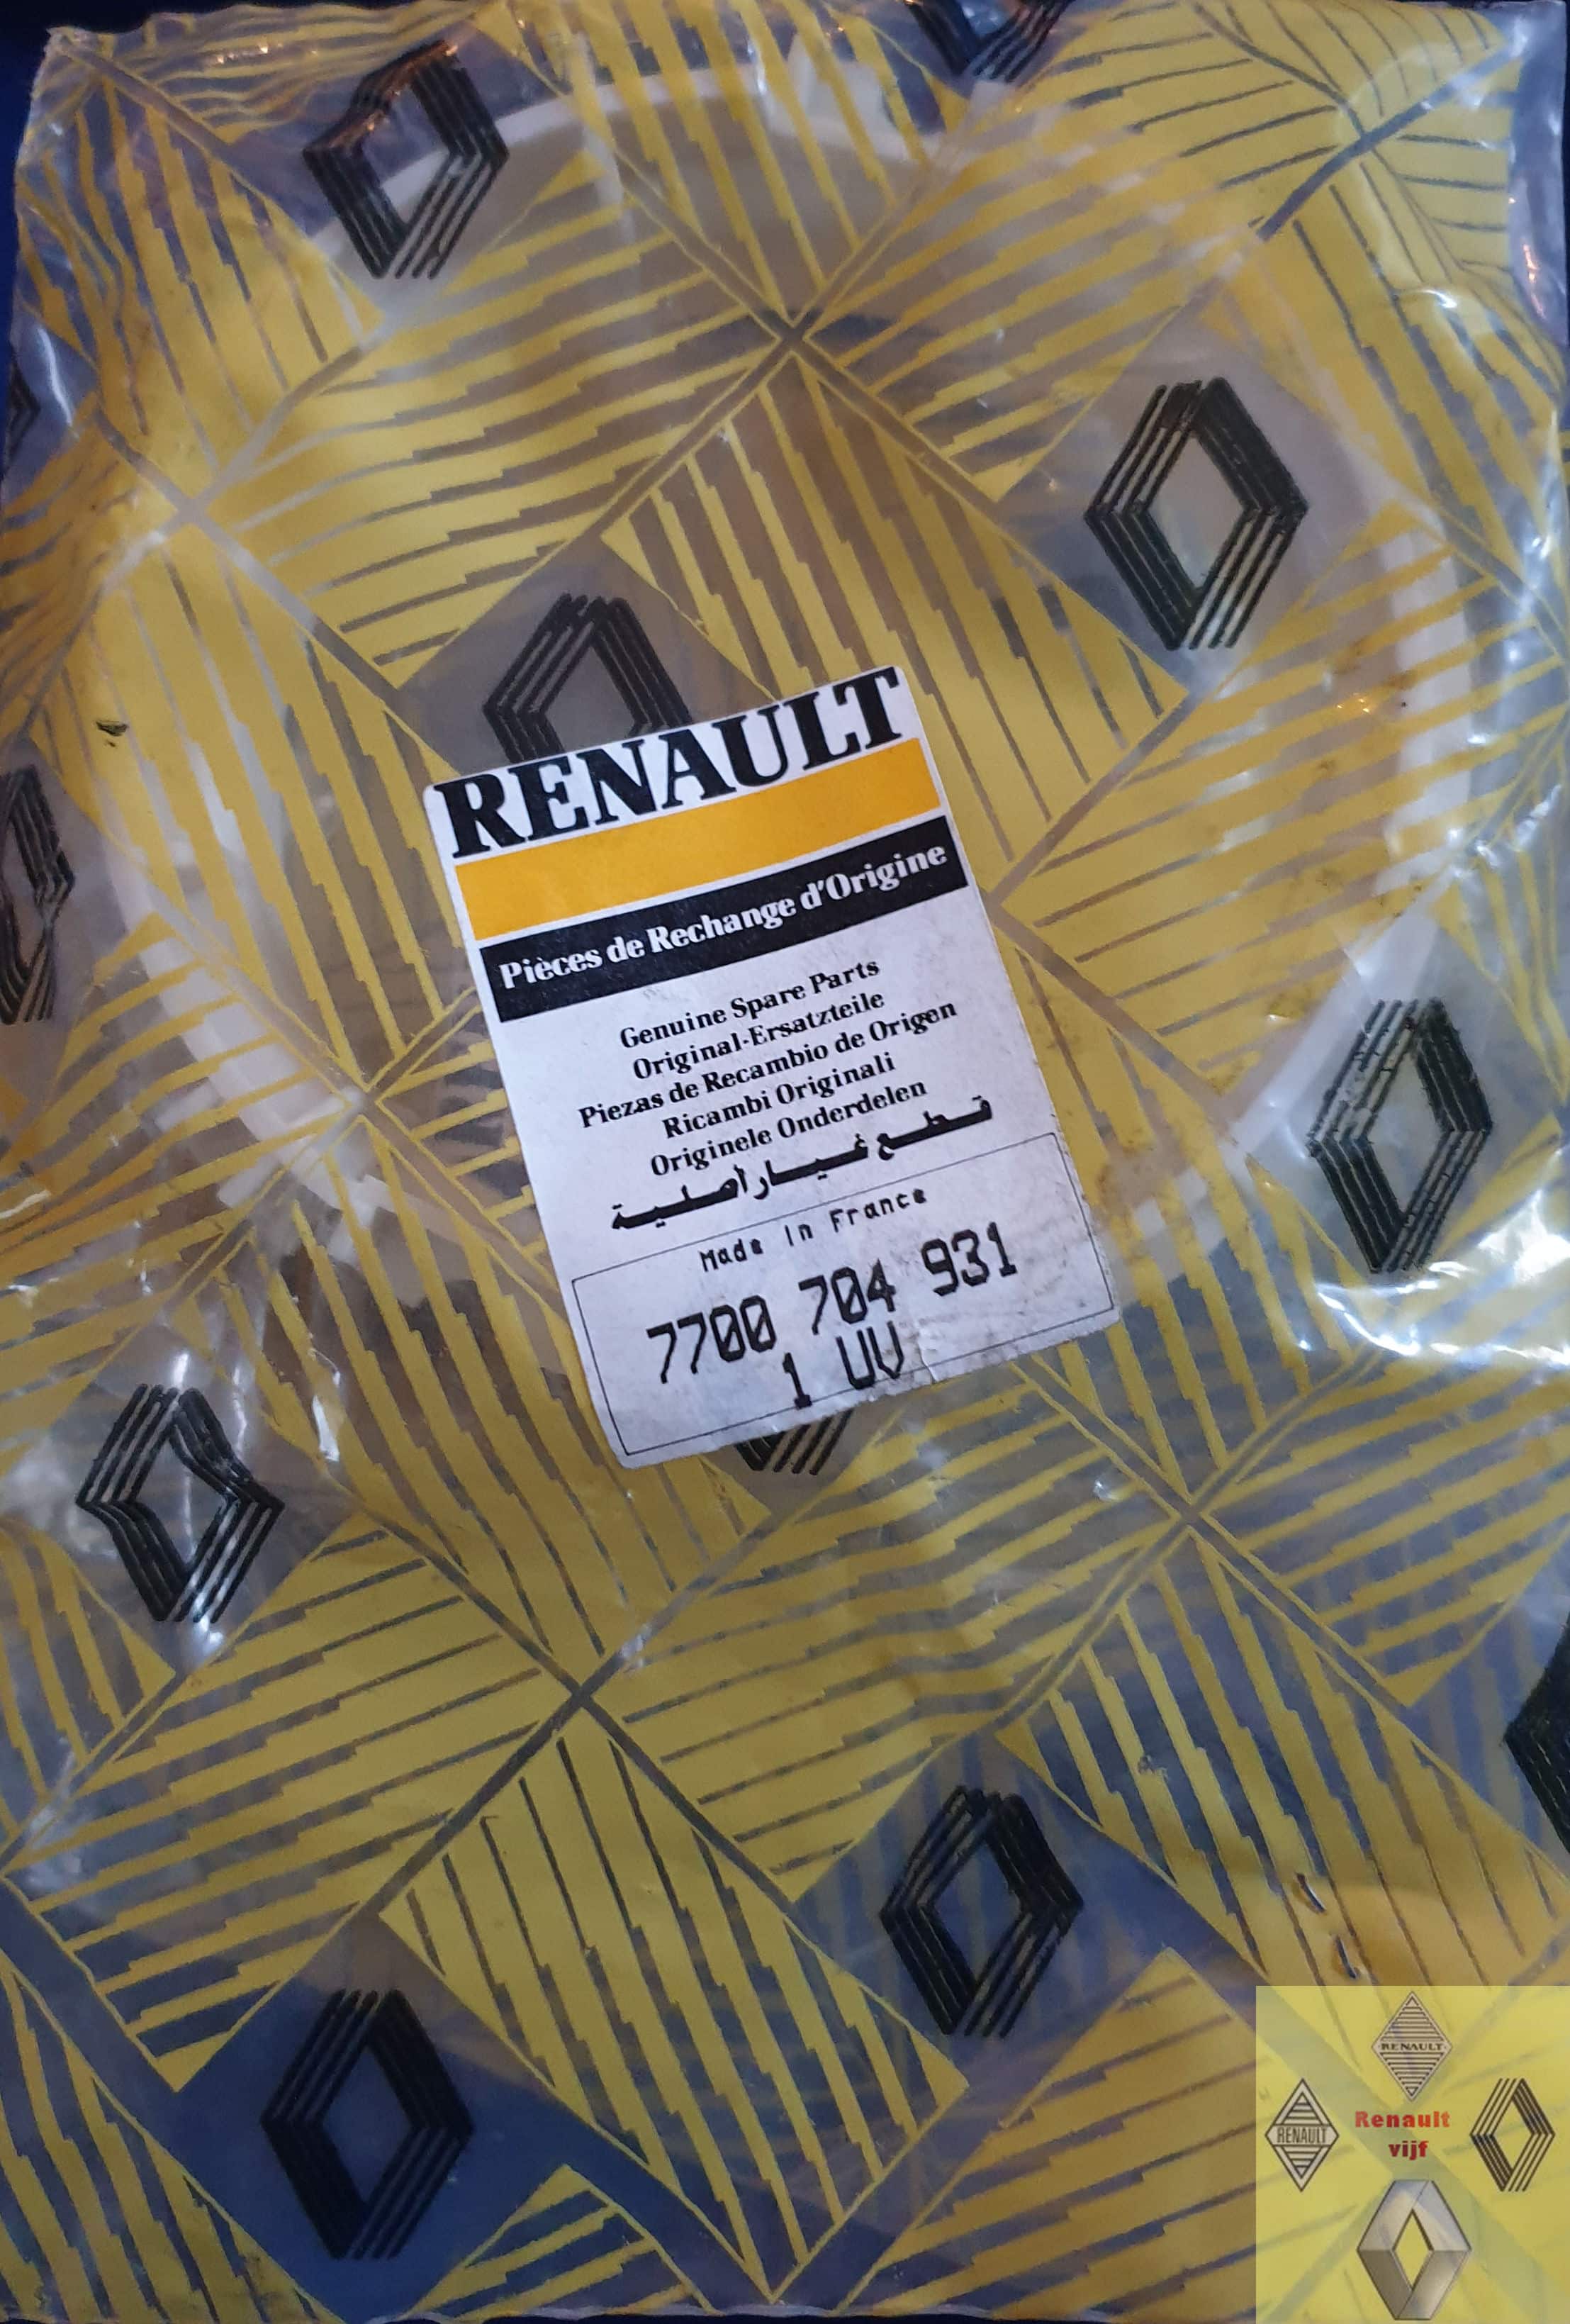 RENAULT
Pièces de Rechange d'Origine
Genuine Spare Parts
Original-Ersatzteile
Piezas de Recambio de Origen
Ricambi Originali
Originele Onderdelen
قطع غيار أصلية
Made In France
7700 704 931
1 UV
RENAULT
RENAULT
Renault
vijf